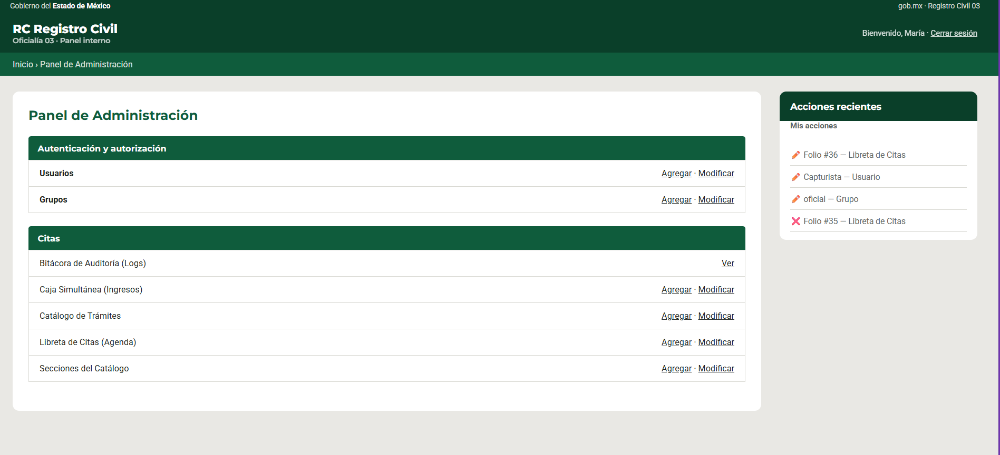 Gobierno del Estado de México
gob.mx · Registro Civil 03
RC Registro Civil
Oficialía 03 · Panel interno
Bienvenido, María · Cerrar sesión
Inicio › Panel de Administración
Panel de Administración
Autenticación y autorización
Usuarios Agregar · Modificar
Grupos Agregar · Modificar
Citas
Bitácora de Auditoría (Logs) Ver
Caja Simultánea (Ingresos) Agregar · Modificar
Catálogo de Trámites Agregar · Modificar
Libreta de Citas (Agenda) Agregar · Modificar
Secciones del Catálogo Agregar · Modificar
Acciones recientes
Mis acciones
Folio #36 — Libreta de Citas
Capturista — Usuario
oficial — Grupo
Folio #35 — Libreta de Citas